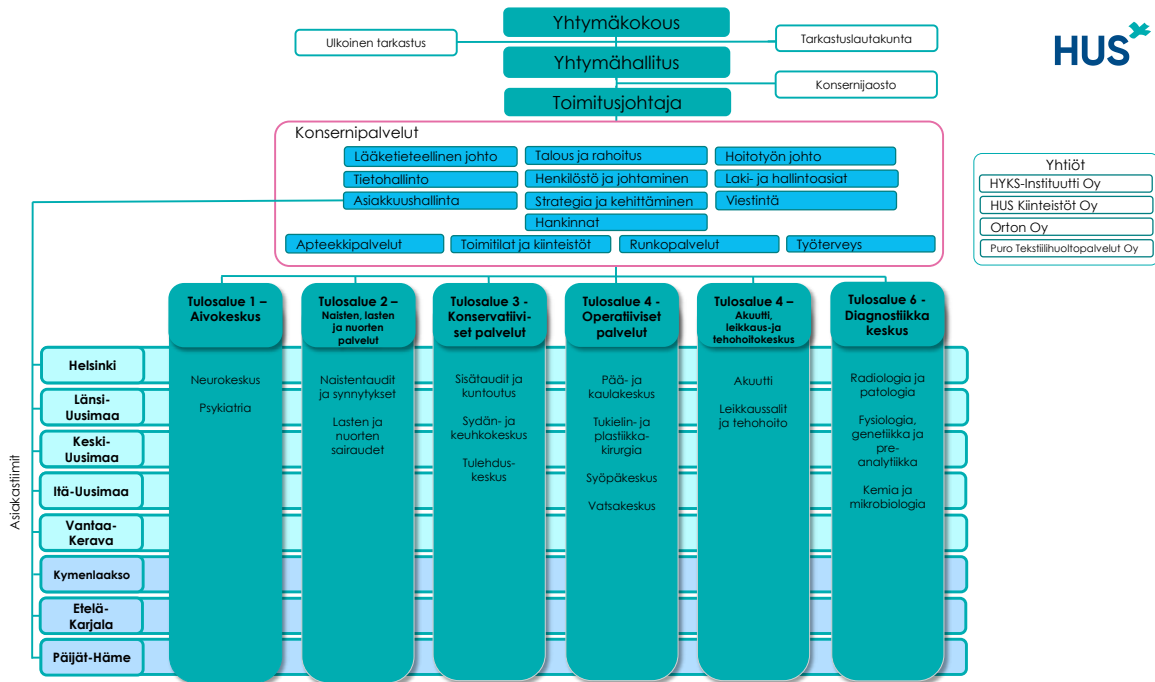 Yhtymäkokous
Ulkoinen tarkastus
Tarkastuslautakunta
HUS
Yhtymähallitus
Konsernijaosto
Toimitusjohtaja
Konsernipalvelut
Lääketieteellinen johto
Talous ja rahoitus
Hoitotyön johto
Tietohallinto
Henkilöstö ja johtaminen
Laki- ja hallintoasiat
Asiakkuushallinta
Strategia ja kehittäminen
Viestintä
Hankinnat
Apteekkipalvelut
Toimitilat ja kiinteistöt
Runkopalvelut
Työterveys
Yhtiöt
HYKS-Instituutti Oy
HUS Kiinteistöt Oy
Orton Oy
Puro Tekstiilihuoltopalvelut Oy
Tulosalue 1 –
Aivokeskus
Neurokeskus
Psykiatria
Tulosalue 2 –
Naisten, lasten
ja nuorten
palvelut
Naistentaudit
ja synnytykset
Lasten ja
nuorten
sairaudet
Tulosalue 3 -
Konservatiivi-
set palvelut
Sisätaudit ja
kuntoutus
Sydän- ja
keuhkokeskus
Tulehdus-
keskus
Tulosalue 4 -
Operatiiviset
palvelut
Pää- ja
kaulakeskus
Tukielin- ja
plastiikka-
kirurgia
Syöpäkeskus
Vatsakeskus
Tulosalue 4 –
Akuutti,
leikkaus-ja
tehohoitokeskus
Akuutti
Leikkaussalit
ja tehohoito
Tulosalue 6 -
Diagnostiikka
keskus
Radiologia ja
patologia
Fysiologia,
genetiikka ja
pre-
analytiikka
Kemia ja
mikrobiologia
Asiakastiimit
Helsinki
Länsi-
Uusimaa
Keski-
Uusimaa
Itä-Uusimaa
Vantaa-
Kerava
Kymenlaakso
Etelä-
Karjala
Päijät-Häme